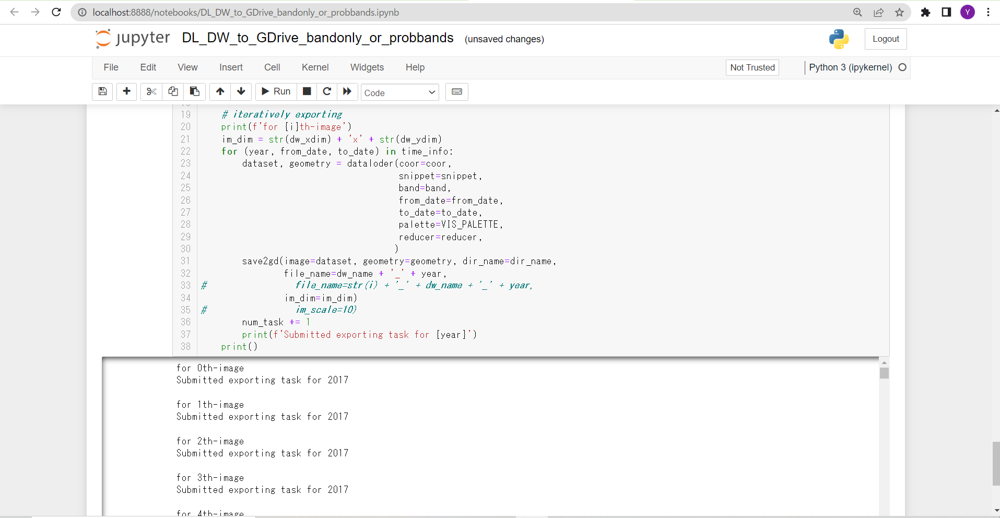 localhost:8888/notebooks/DL_DW_to_GDrive_bandonly_or_probbands.ipynb
Y
jupyter DL_DW_to_GDrive_bandonly_or_probbands (unsaved changes)
Logout
File Edit View Insert Cell Kernel Widgets Help
Not Trusted
Python 3 (ipykernel)
Run
Code
19 # iteratively exporting
20 print(f'for {i}th-image')
21 im_dim = str(dw_xdim) + 'x' + str(dw_ydim)
22 for (year, from_date, to_date) in time_info:
23 dataset, geometry = dataloder(coor=coor,
24 snippet=snippet,
25 band=band,
26 from_date=from_date,
27 to_date=to_date,
28 palette=VIS_PALETTE,
29 reducer=reducer,
30 )
31 save2gd(image=dataset, geometry=geometry, dir_name=dir_name,
32 file_name=dw_name + '_' + year,
33 # file_name=str(i) + '_' + dw_name + '_' + year,
34 im_dim=im_dim)
35 # im_scale=10)
36 num_task += 1
37 print(f'Submitted exporting task for {year}')
38 print()
for 0th-image
Submitted exporting task for 2017
for 1th-image
Submitted exporting task for 2017
for 2th-image
Submitted exporting task for 2017
for 3th-image
Submitted exporting task for 2017
for 4th-image